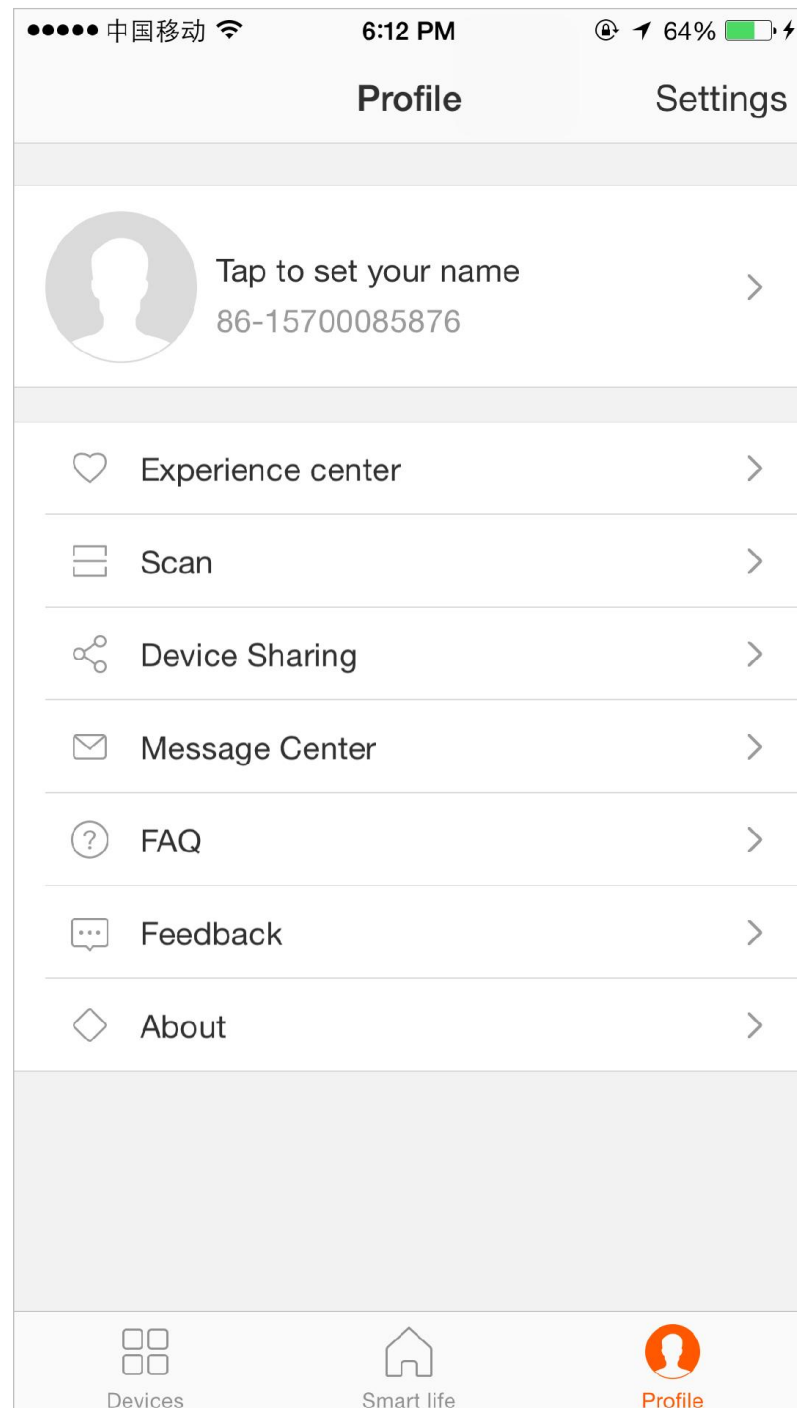 中国移动 6:12 PM 64%
Profile Settings
Tap to set your name
86-15700085876
Experience center
Scan
Device Sharing
Message Center
FAQ
Feedback
About
Devices Smart life Profile